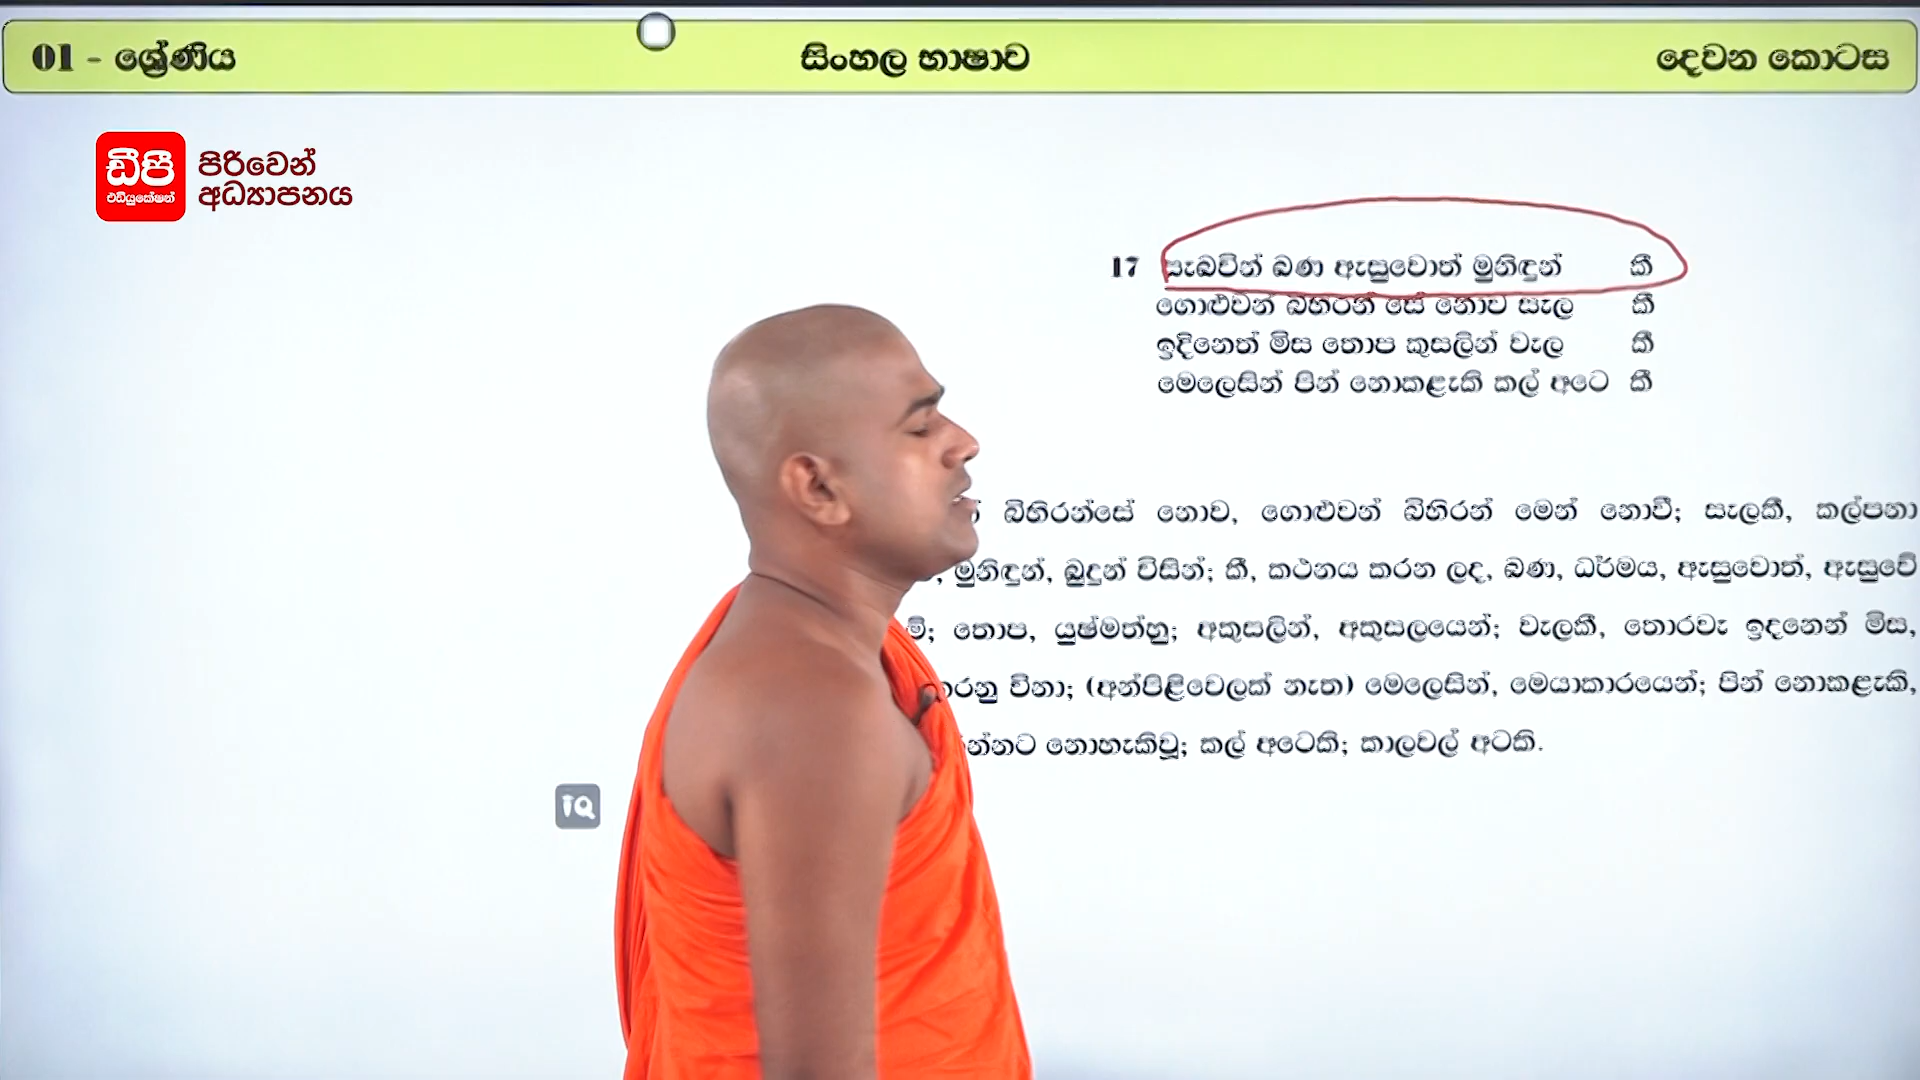 01 - ශ්‍රේණිය
සිංහල භාෂාව
දෙවන කොටස
ඩීපී
එඩියුකේෂන්
පිරිවෙන්
අධ්‍යාපනය
17 සැබවින් බණ ඇසුවොත් මුනිඳුන් කී
ගොළුවන් බිහිරන් සේ නොව සැල කී
ඉදිනෙත් මිස තොප කුසලින් වැල කී
මෙලෙසින් පින් නොකළැකි කල් අටෙ කී
බිහිරන්සේ නොව, ගොළුවන් බිහිරන් මෙන් නොවී; සැලකී, කල්පනා
මුනිඳුන්, බුදුන් විසින්; කී, කථනය කරන ලද, බණ, ධර්මය, ඇසුවොත්, ඇසුවේ
තොප, යුෂ්මත්හු; අකුසලින්, අකුසලයෙන්; වැලකී, තොරවැ ඉදනෙන් මිස,
විනා; (අන්පිළිවෙලක් නැත) මෙලෙසින්, මෙයාකාරයෙන්; පින් නොකළැකි,
නොහැකිවූ; කල් අටෙකි; කාලවල් අටකි.
IQ